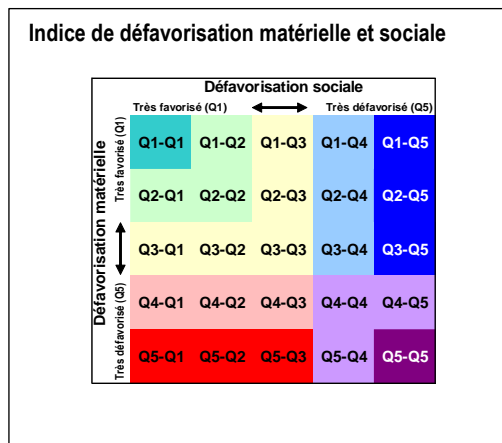 Indice de défavorisation matérielle et sociale
Défavorisation sociale
Très favorisé (Q1) Très défavorisé (Q5)
Défavorisation matérielle
Très favorisé (Q1)
Très défavorisé (Q5)
Q1-Q1 Q1-Q2 Q1-Q3 Q1-Q4 Q1-Q5
Q2-Q1 Q2-Q2 Q2-Q3 Q2-Q4 Q2-Q5
Q3-Q1 Q3-Q2 Q3-Q3 Q3-Q4 Q3-Q5
Q4-Q1 Q4-Q2 Q4-Q3 Q4-Q4 Q4-Q5
Q5-Q1 Q5-Q2 Q5-Q3 Q5-Q4 Q5-Q5